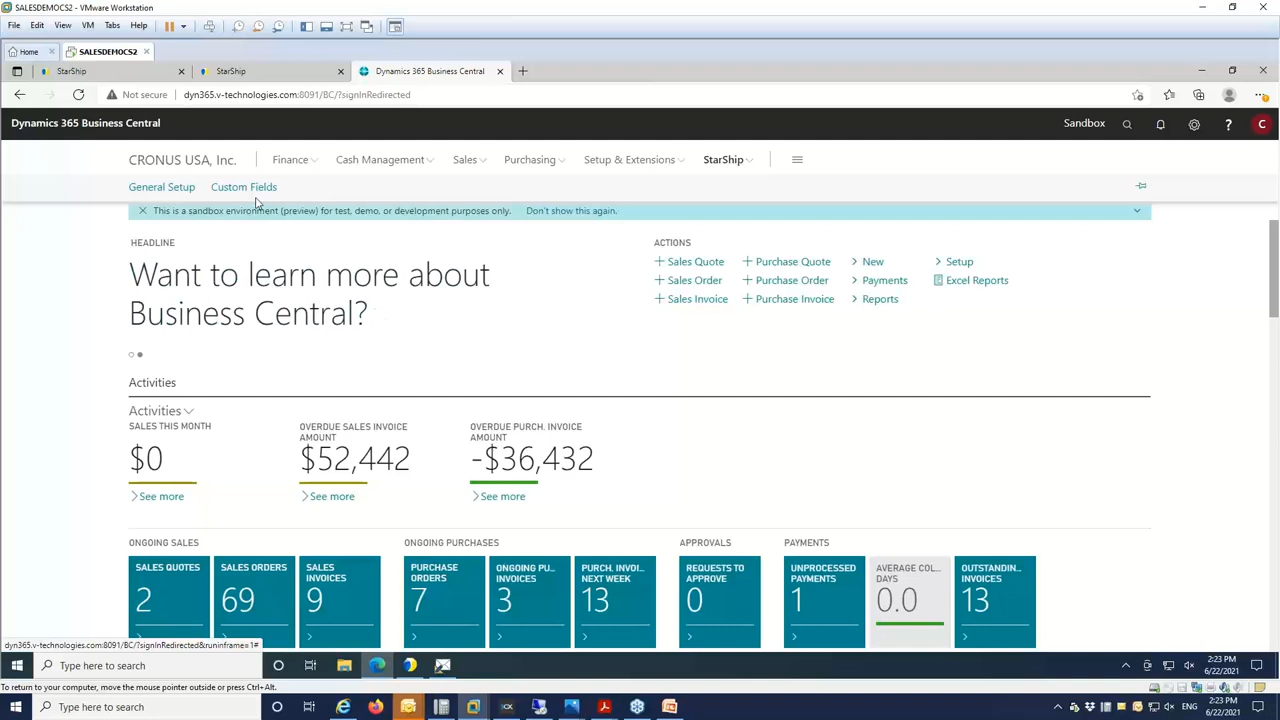 SALESDEMOCS2 - VMware Workstation
File Edit View VM Tabs Help
Home SALESDEMOCS2
StarShip StarShip Dynamics 365 Business Central
Not secure dyn365.v-technologies.com:8091/BC/?signInRedirected
Dynamics 365 Business Central Sandbox ? C
CRONUS USA, Inc. Finance Cash Management Sales Purchasing Setup & Extensions StarShip
General Setup Custom Fields
This is a sandbox environment (preview) for test, demo, or development purposes only. Don't show this again.
HEADLINE
Want to learn more about
Business Central?
ACTIONS
+ Sales Quote + Purchase Quote > New > Setup
+ Sales Order + Purchase Order > Payments Excel Reports
+ Sales Invoice + Purchase Invoice > Reports
Activities
Activities
SALES THIS MONTH
$0
>See more
OVERDUE SALES INVOICE
AMOUNT
$52,442
>See more
OVERDUE PURCH. INVOICE
AMOUNT
-$36,432
>See more
ONGOING SALES
SALES QUOTES
2
SALES ORDERS
69
SALES
INVOICES
9
ONGOING PURCHASES
PURCHASE
ORDERS
7
ONGOING PU...
INVOICES
3
PURCH. INVOI...
NEXT WEEK
13
APPROVALS
REQUESTS TO
APPROVE
0
PAYMENTS
UNPROCESSED
PAYMENTS
1
AVERAGE COL...
DAYS
0.0
OUTSTANDIN...
INVOICES
13
dyn365.v-technologies.com:8091/BC/?signInRedirected&runinframe=1#
Type here to search
2:23 PM
6/22/2021
To return to your computer, move the mouse pointer outside or press Ctrl+Alt.
Type here to search
ENG
2:23 PM
6/22/2021